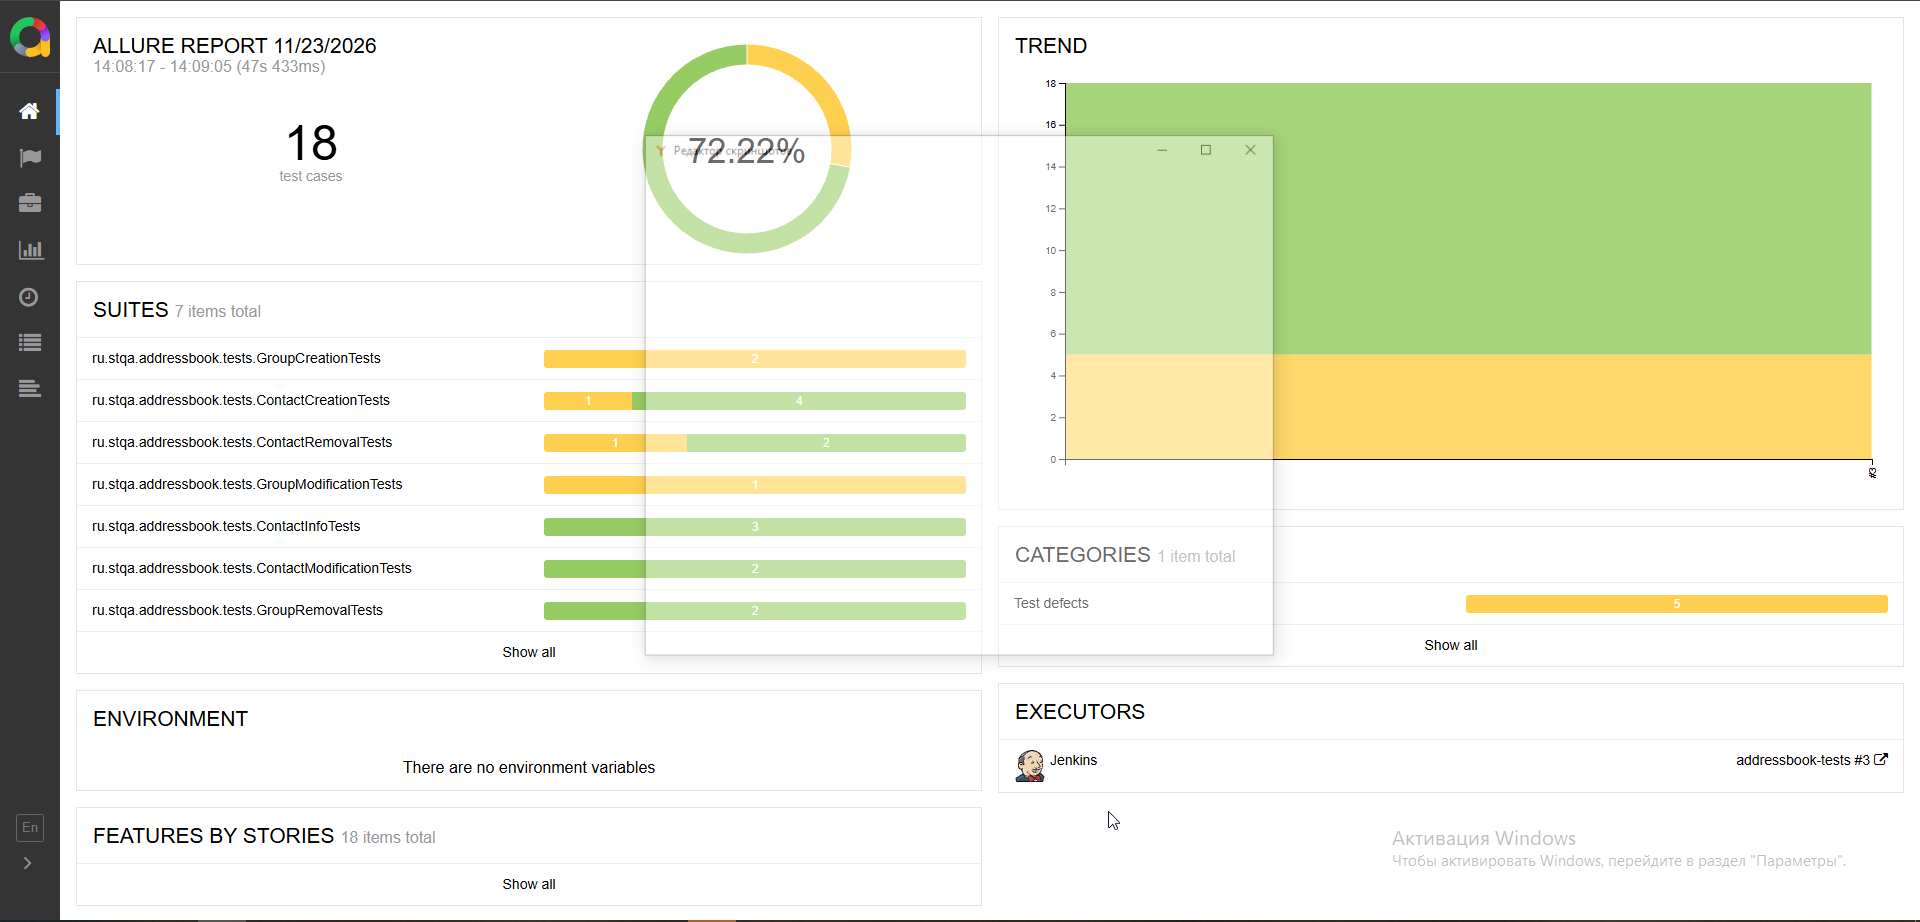 ALLURE REPORT 11/23/2026
14:08:17 - 14:09:05 (47s 433ms)
18
test cases
72.22%
Редактор скриншотов
SUITES 7 items total
ru.stqa.addressbook.tests.GroupCreationTests 2
ru.stqa.addressbook.tests.ContactCreationTests 1 4
ru.stqa.addressbook.tests.ContactRemovalTests 1 2
ru.stqa.addressbook.tests.GroupModificationTests 1
ru.stqa.addressbook.tests.ContactInfoTests 3
ru.stqa.addressbook.tests.ContactModificationTests 2
ru.stqa.addressbook.tests.GroupRemovalTests 2
Show all
ENVIRONMENT
There are no environment variables
FEATURES BY STORIES 18 items total
Show all
TREND
18
16
14
12
10
8
6
4
2
0
#3
CATEGORIES 1 item total
Test defects 5
Show all
EXECUTORS
Jenkins addressbook-tests #3
En
Активация Windows
Чтобы активировать Windows, перейдите в раздел "Параметры".